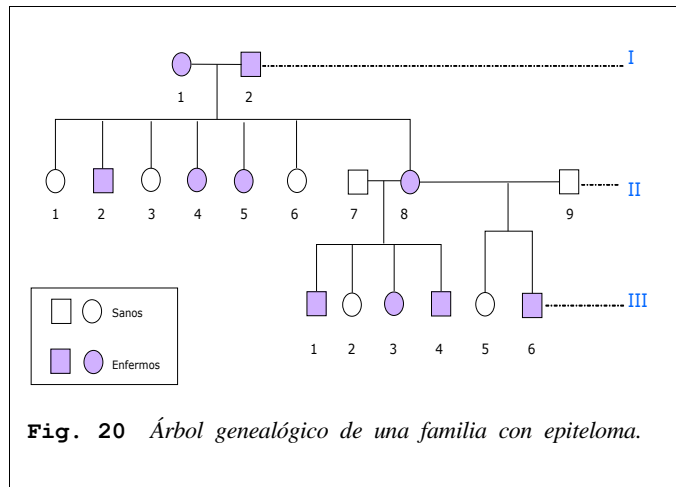 I
1 2
1 2 3 4 5 6 7 8 9 II
1 2 3 4 5 6 III
Sanos
Enfermos
Fig. 20 Árbol genealógico de una familia con epiteloma.